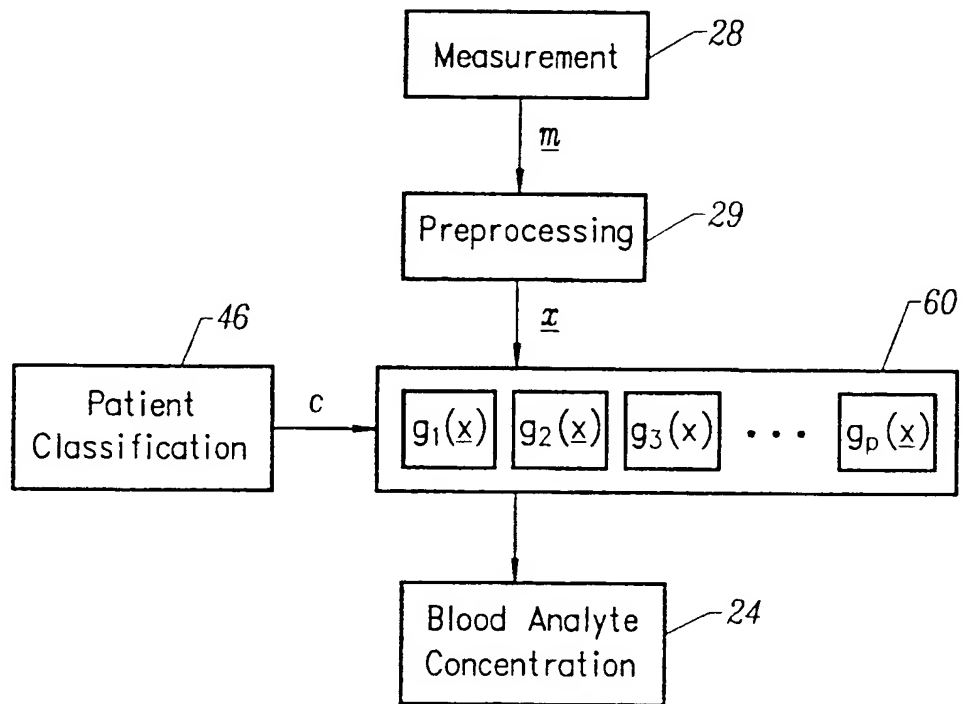 28
Measurement
m
29
Preprocessing
x
60
46
Patient
Classification
c
g₁(x) g₂(x) g₃(x) • • • gₚ(x)
24
Blood Analyte
Concentration